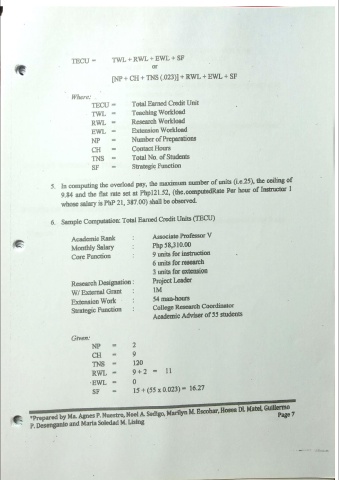 TECU = TWL + RWL + EWL + SF
or
[NP + CH + TNS (.023)] + RWL + EWL + SF
Where:
TECU = Total Earned Credit Unit
TWL = Teaching Workload
RWL = Research Workload
EWL = Extension Workload
NP = Number of Preparations
CH = Contact Hours
TNS = Total No. of Students
SF = Strategic Function
5. In computing the overload pay, the maximum number of units (i.e.25), the ceiling of
9.84 and the flat rate set at Php121.52, (the.computedRate Per hour of Instructor 1
whose salary is PhP 21, 387.00) shall be observed.
6. Sample Computation: Total Earned Credit Units (TECU)
Academic Rank : Associate Professor V
Monthly Salary : Php 58,310.00
Core Function : 9 units for instruction
6 units for research
3 units for extension
Research Designation : Project Leader
W/ External Grant : 1M
Extension Work : 54 man-hours
Strategic Function : College Research Coordinator
Academic Adviser of 55 students
Given:
NP = 2
CH = 9
TNS = 120
RWL = 9 + 2 = 11
EWL = 0
SF = 15 + (55 x 0.023) = 16.27
*Prepared by Ma. Agnes P. Nuestro, Noel A. Sedigo, Marilyn M. Escobar, Hosea DL Matel, Guillermo
P. Desenganio and Maria Soledad M. Lising Page 7